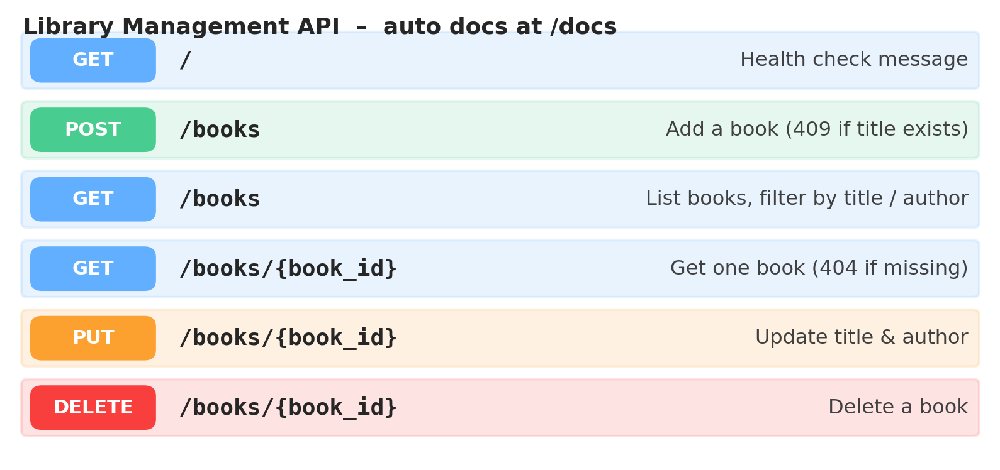 Library Management API – auto docs at /docs
GET / Health check message
POST /books Add a book (409 if title exists)
GET /books List books, filter by title / author
GET /books/{book_id} Get one book (404 if missing)
PUT /books/{book_id} Update title & author
DELETE /books/{book_id} Delete a book